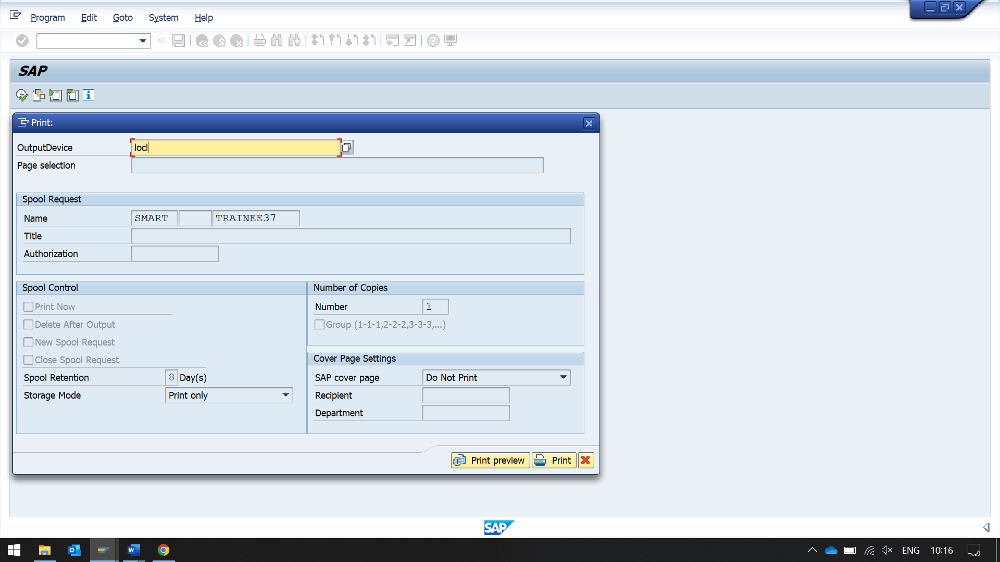 Program Edit Goto System Help
SAP
Print:
OutputDevice locl
Page selection
Spool Request
Name SMART TRAINEE37
Title
Authorization
Spool Control
Print Now
Delete After Output
New Spool Request
Close Spool Request
Spool Retention 8 Day(s)
Storage Mode Print only
Number of Copies
Number 1
Group (1-1-1,2-2-2,3-3-3,...)
Cover Page Settings
SAP cover page Do Not Print
Recipient
Department
Print preview Print
SAP
ENG 10:16